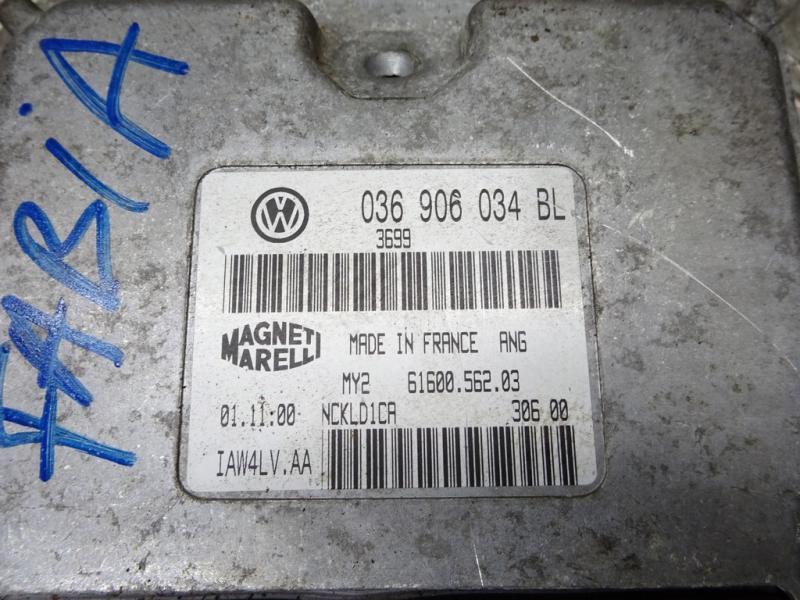 FABIA
VW
036 906 034 BL
3699
MAGNETI MARELLI
MADE IN FRANCE ANG
MY2 61600.562.03
01.11:00 NCKLD1CA 306 00
IAW4LV.AA